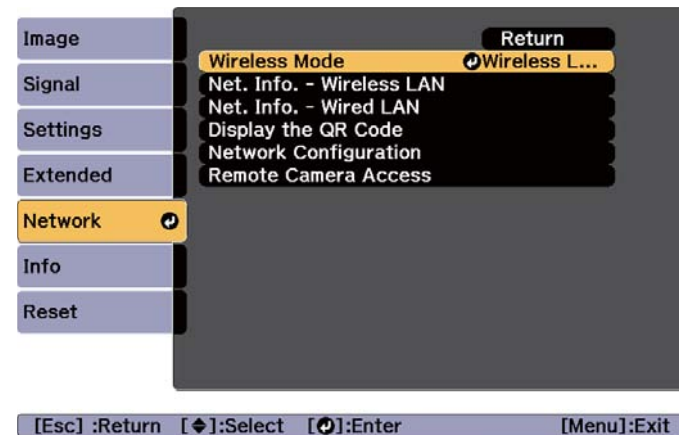 Image
Signal
Settings
Extended
Network
Info
Reset
Return
Wireless Mode Wireless L...
Net. Info. - Wireless LAN
Net. Info. - Wired LAN
Display the QR Code
Network Configuration
Remote Camera Access
[Esc] :Return [◆]:Select [↵]:Enter [Menu]:Exit